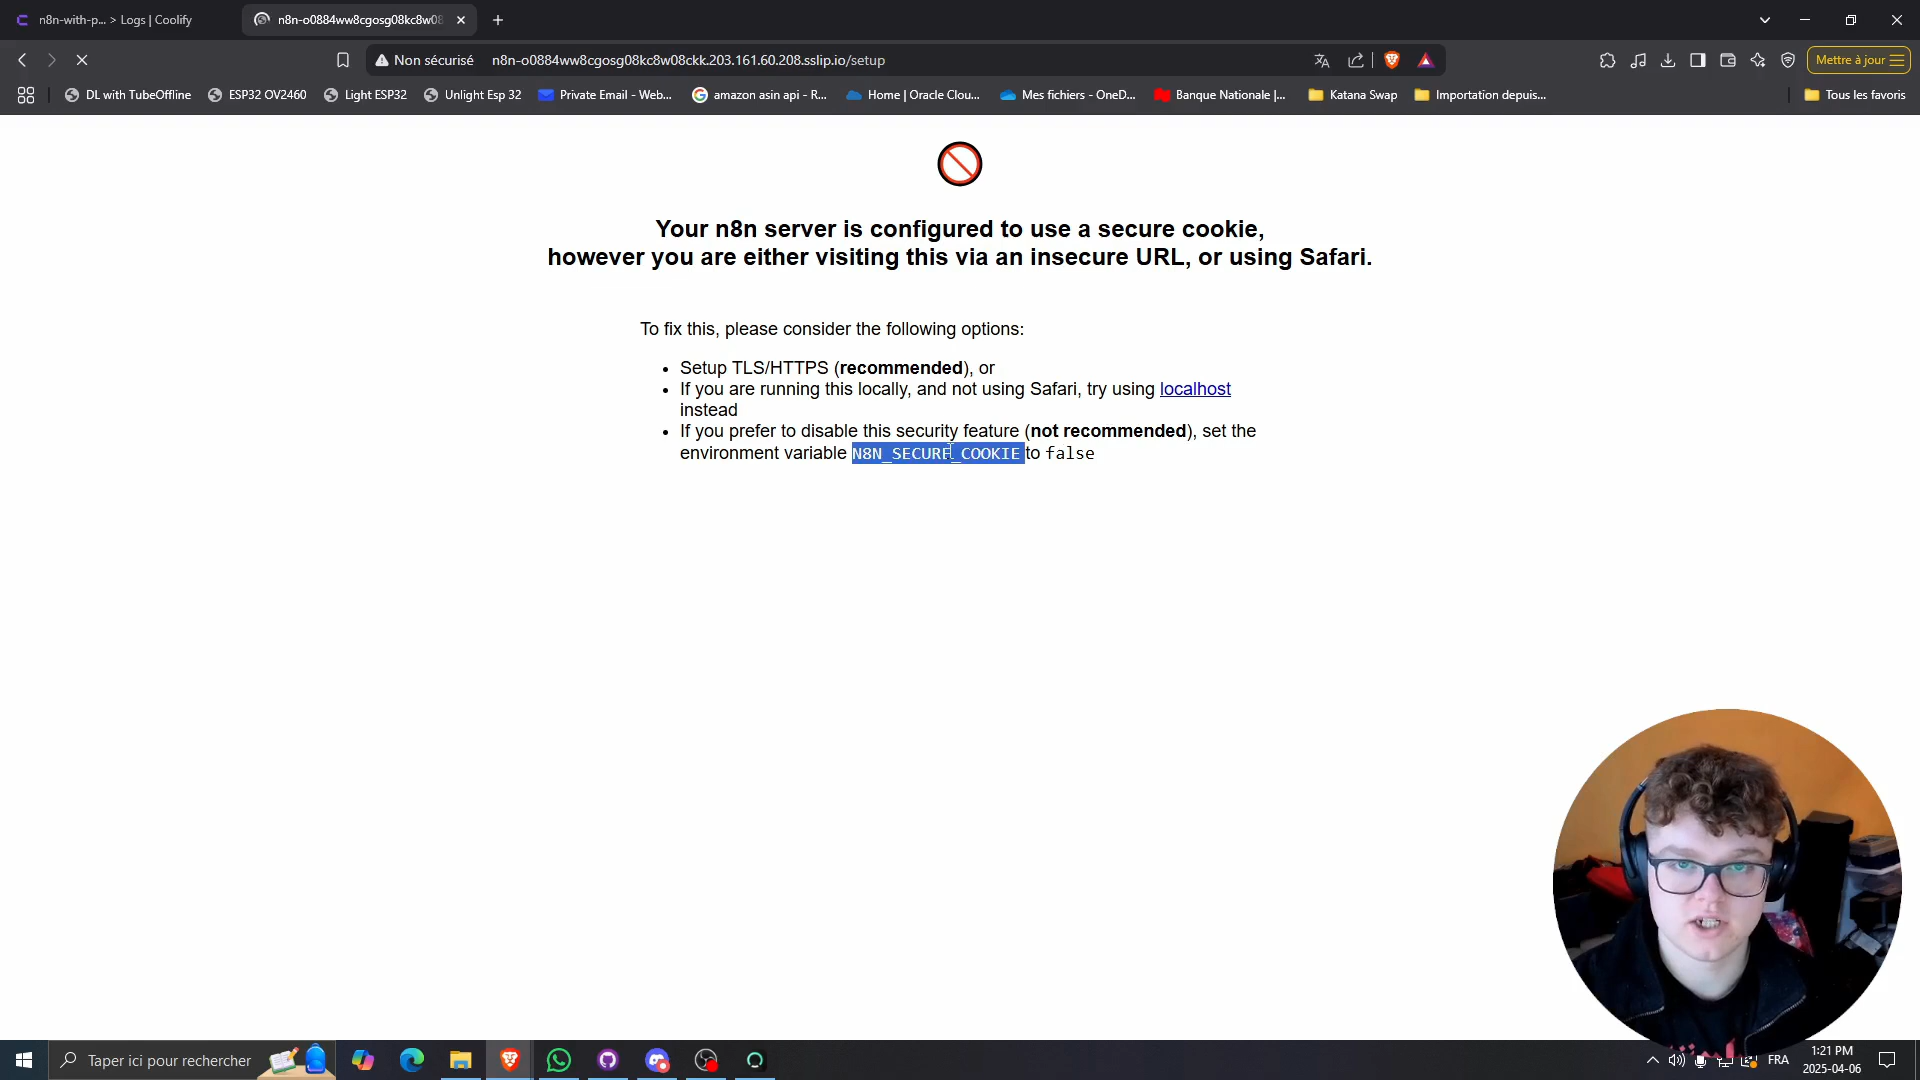 n8n-with-p... > Logs | Coolify
n8n-o0884ww8cgosg08kc8w08
Non sécurisé n8n-o0884ww8cgosg08kc8w08ckk.203.161.60.208.sslip.io/setup
Mettre à jour
DL with TubeOffline ESP32 OV2460 Light ESP32 Unlight Esp 32 Private Email - Web... amazon asin api - R... Home | Oracle Clou... Mes fichiers - OneD... Banque Nationale |... Katana Swap Importation depuis... Tous les favoris
Your n8n server is configured to use a secure cookie,
however you are either visiting this via an insecure URL, or using Safari.
To fix this, please consider the following options:
• Setup TLS/HTTPS (recommended), or
• If you are running this locally, and not using Safari, try using localhost
instead
• If you prefer to disable this security feature (not recommended), set the
environment variable N8N_SECURE_COOKIE to false
Taper ici pour rechercher
FRA
1:21 PM
2025-04-06